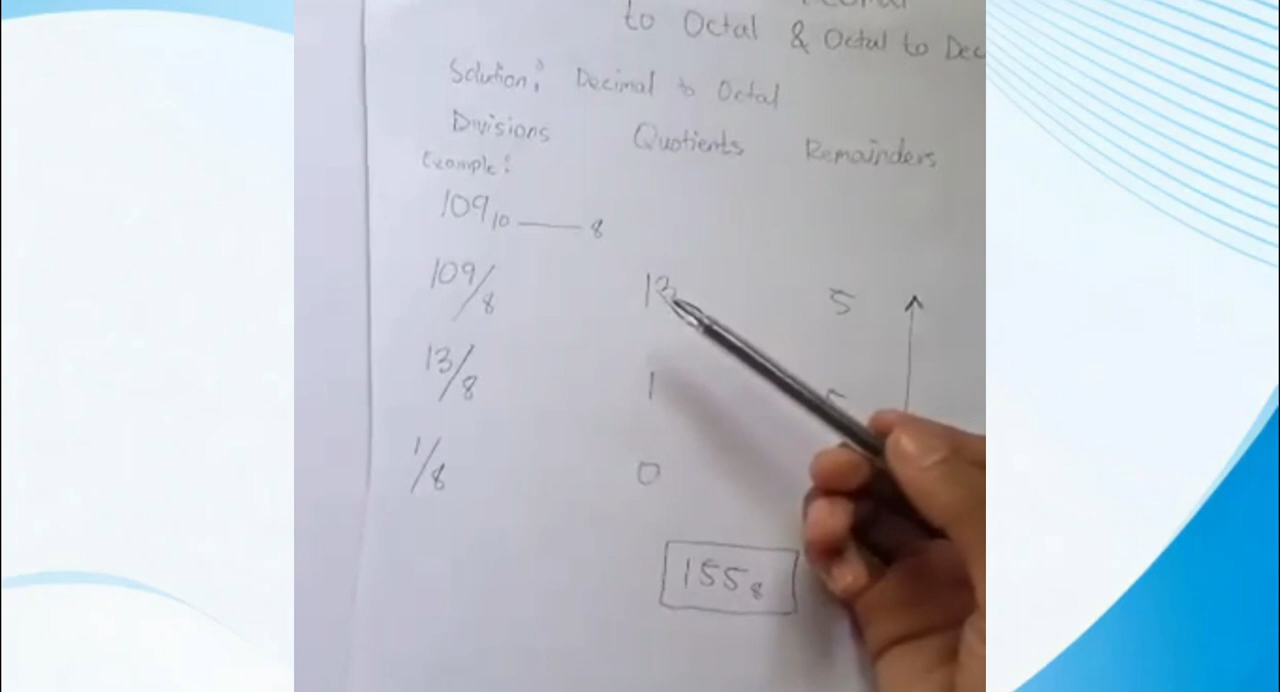 to Octal & Octal to Dec
Solution: Decimal to Octal
Divisions Quotients Remainders
Example:
109₁₀ —— 8
109/8 13 5
13/8 1
1/8 0
155₈